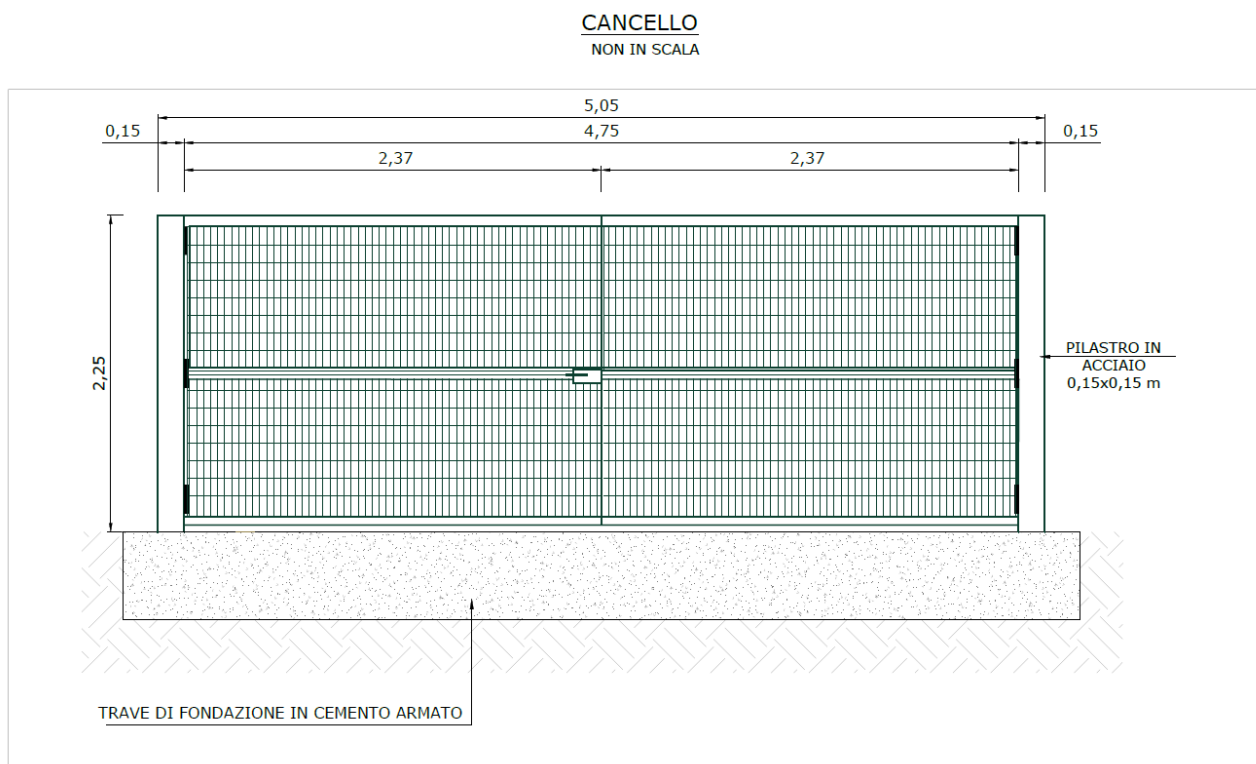 CANCELLO
NON IN SCALA
5,05
0,15
4,75
0,15
2,37
2,37
2,25
PILASTRO IN
ACCIAIO
0,15x0,15 m
TRAVE DI FONDAZIONE IN CEMENTO ARMATO